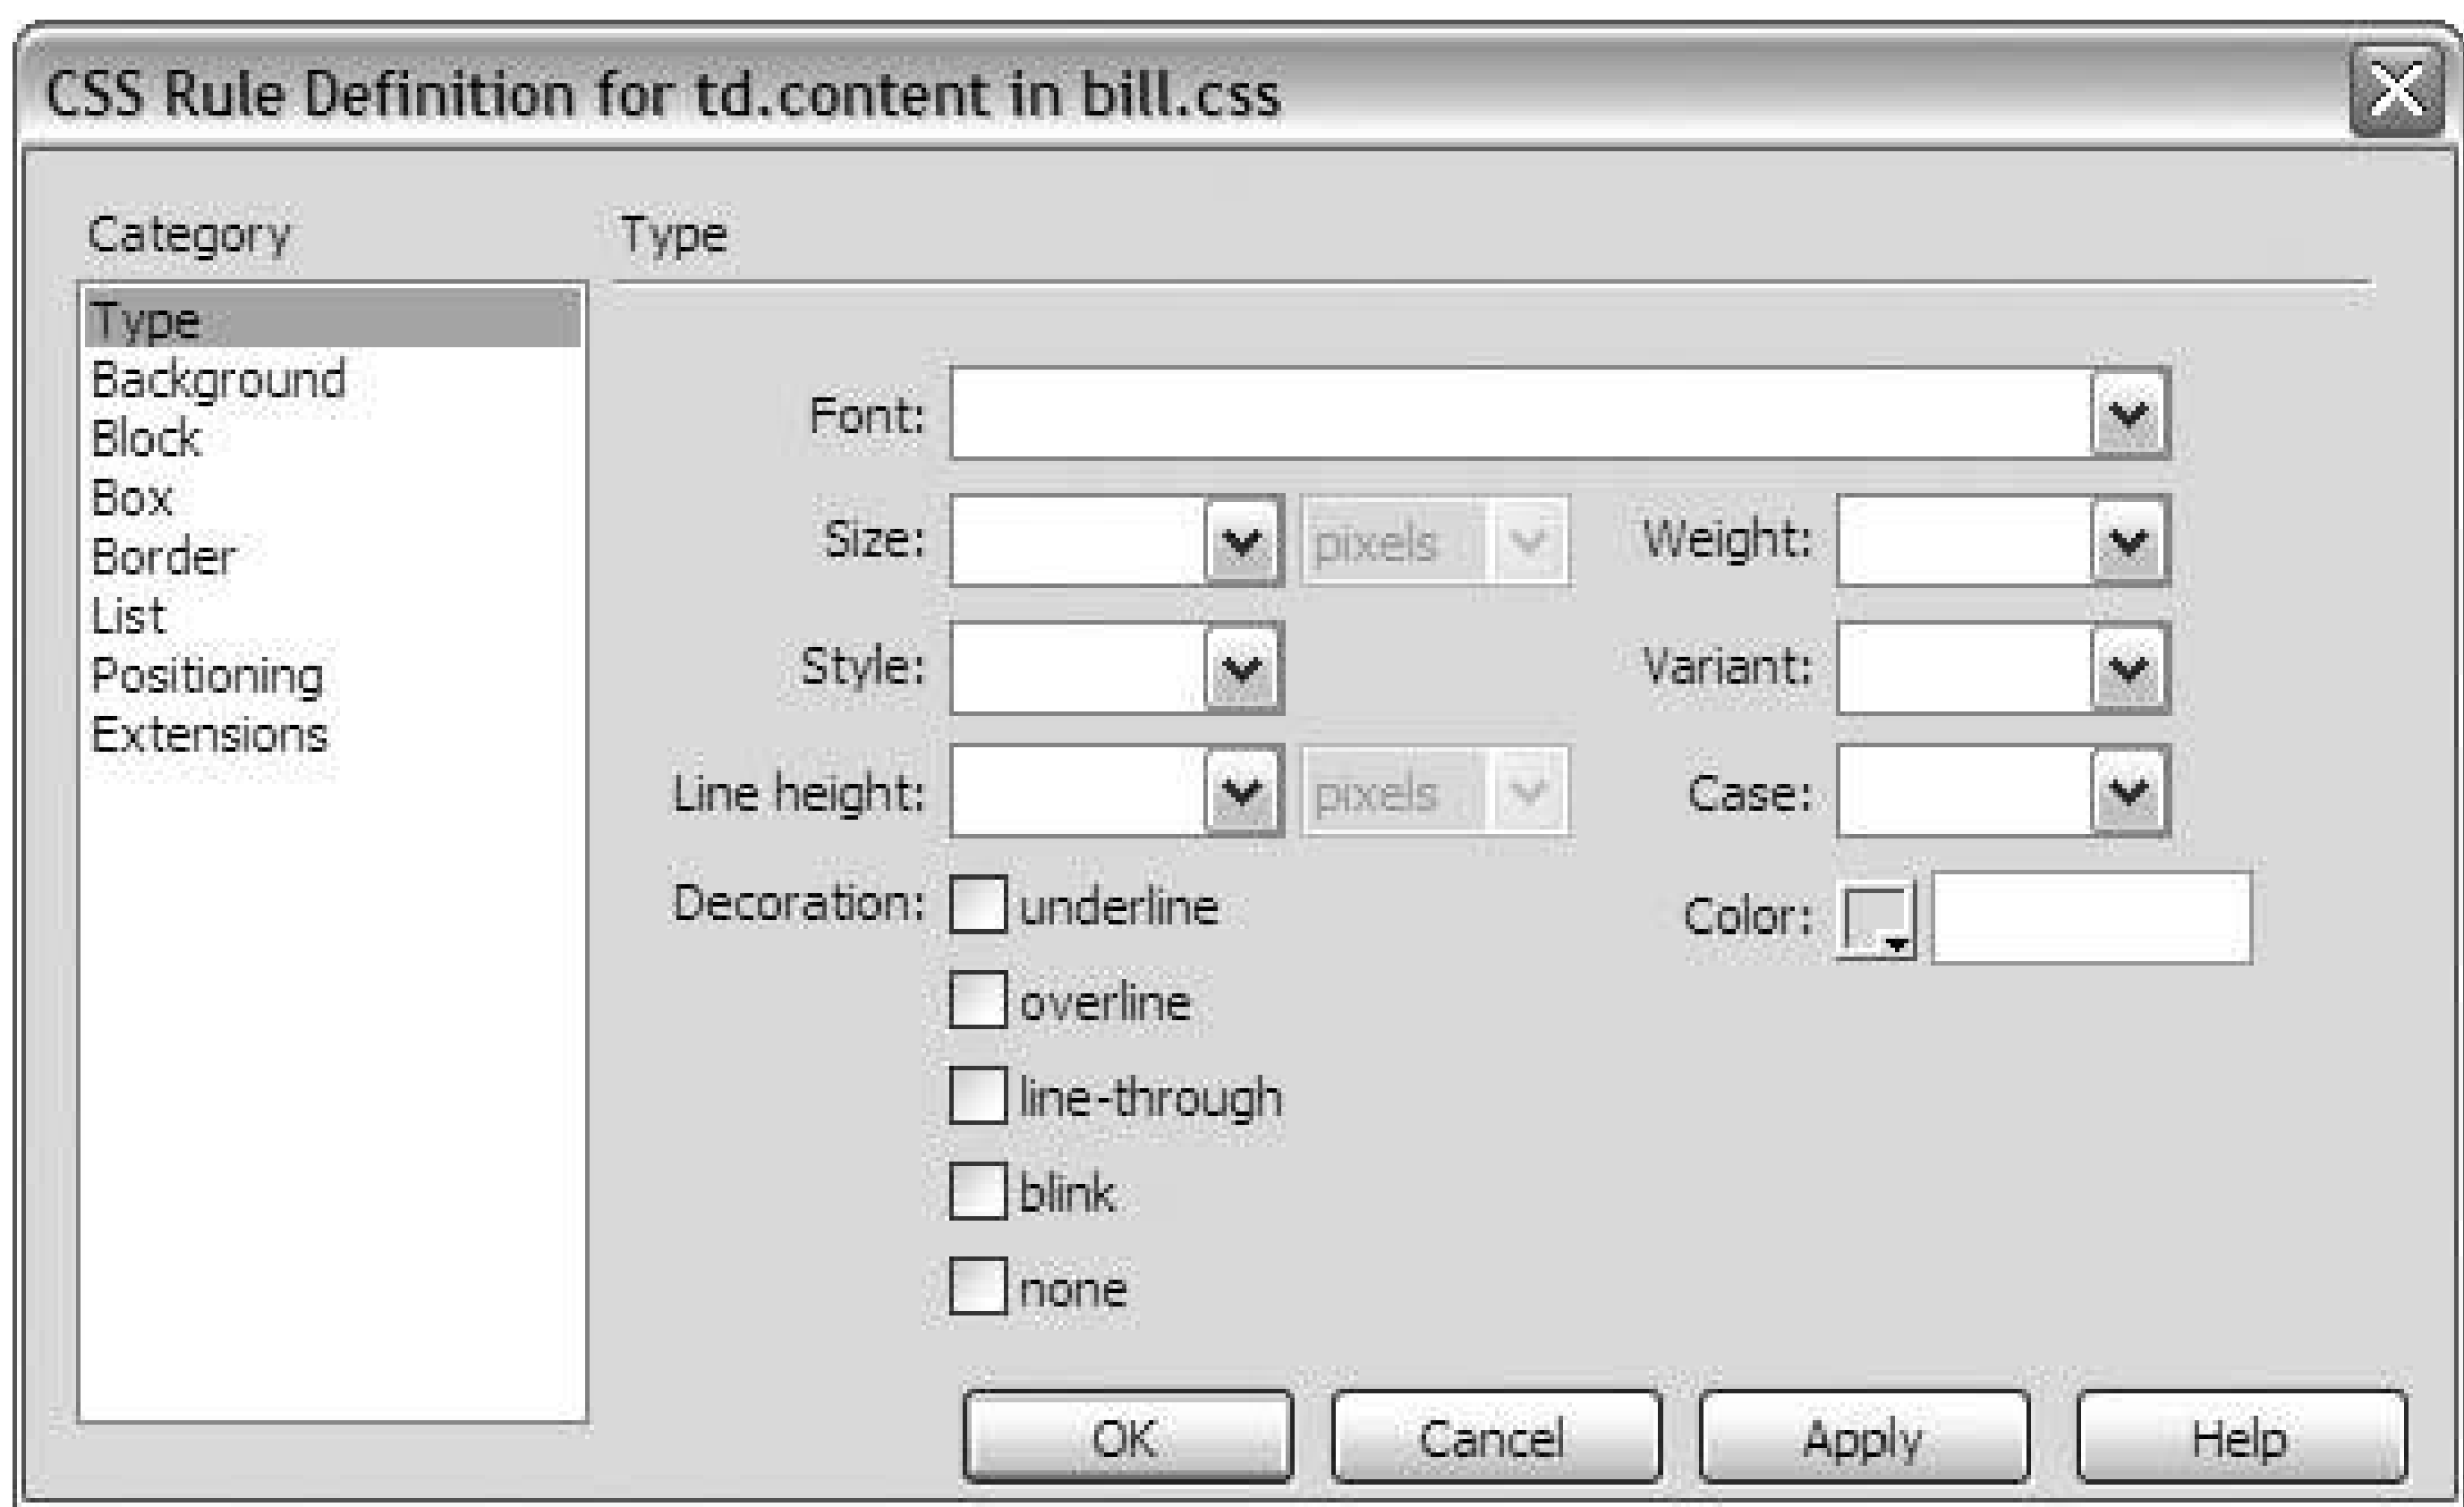 CSS Rule Definition for td.content in bill.css
Category
Type
Type
Background
Block
Box
Border
List
Positioning
Extensions
Font:
Size: pixels Weight:
Style: Variant:
Line height: pixels Case:
Decoration: underline Color:
overline
line-through
blink
none
OK Cancel Apply Help